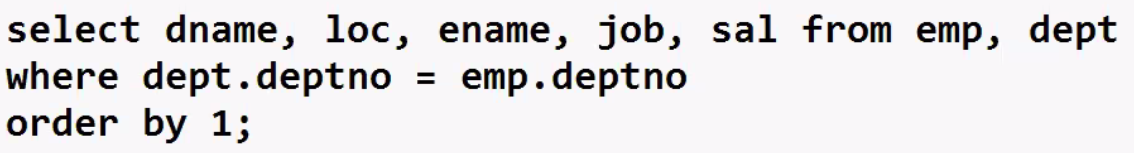 select dname, loc, ename, job, sal from emp, dept
where dept.deptno = emp.deptno
order by 1;